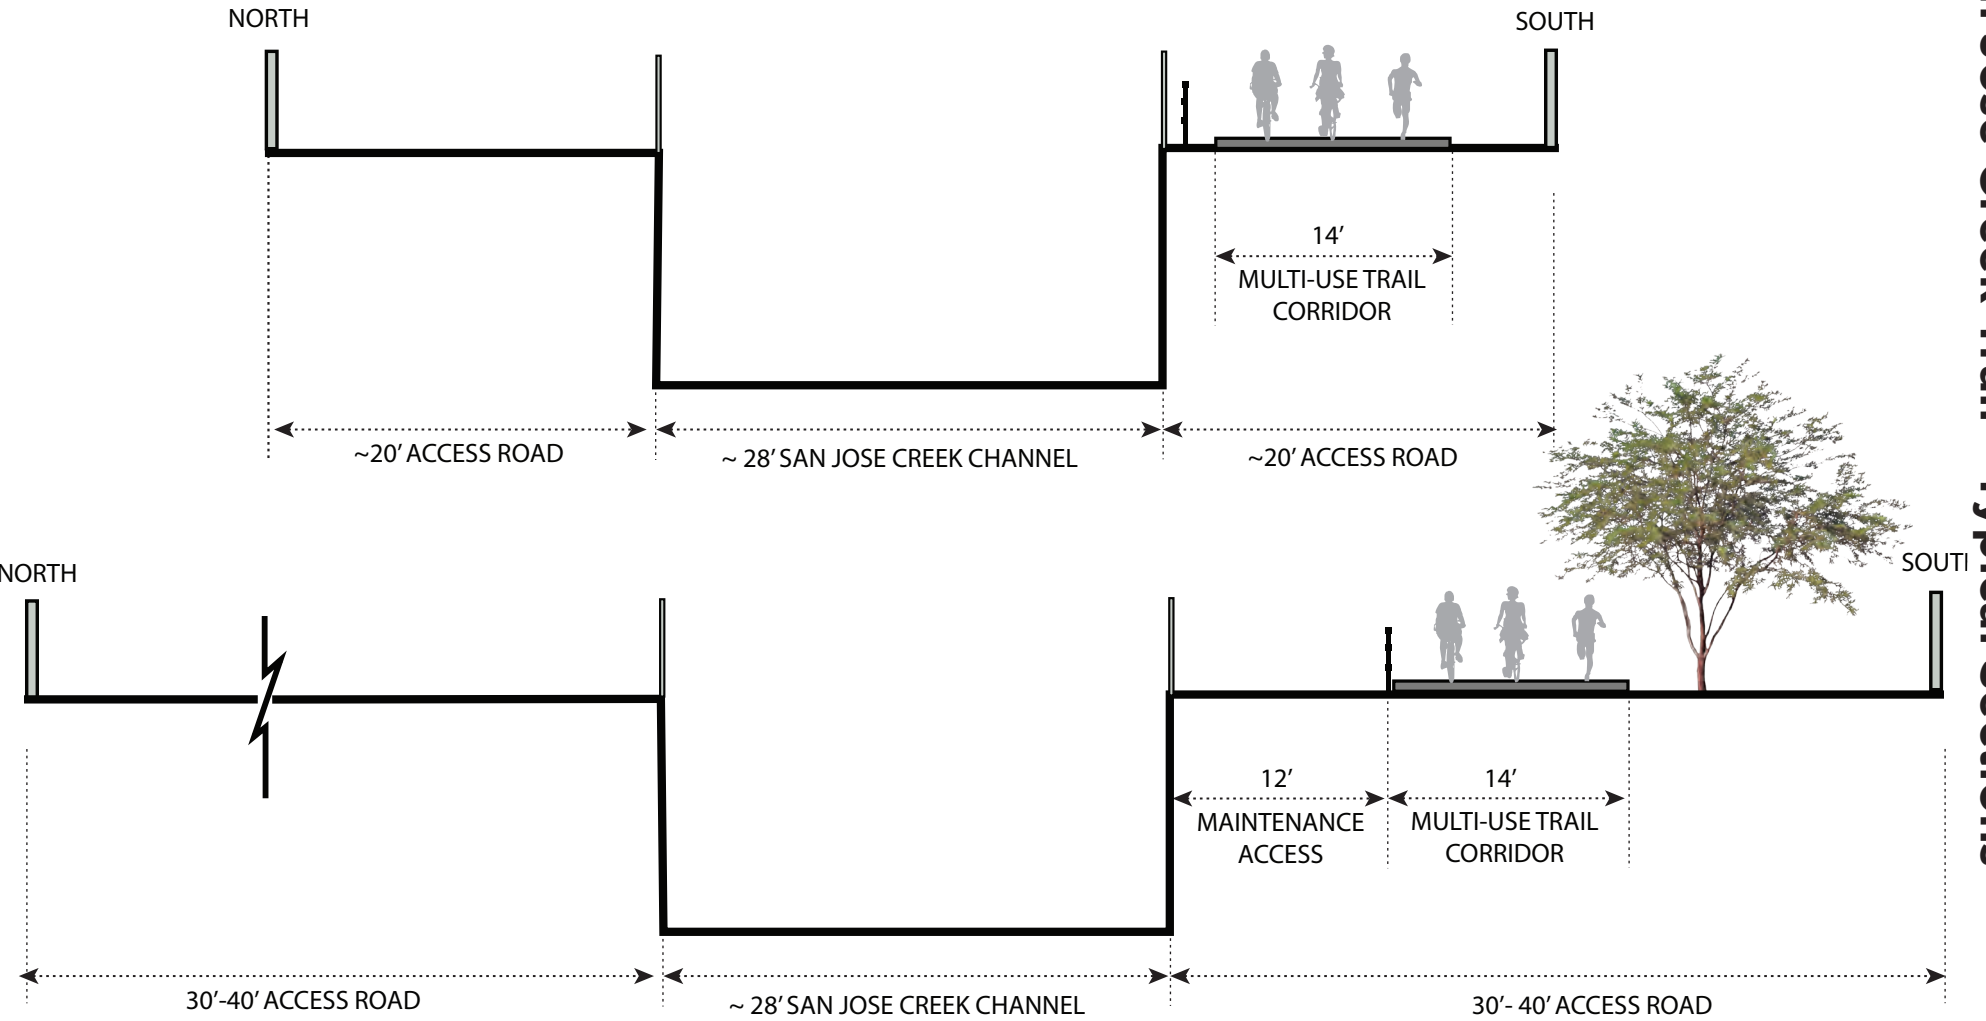 NORTH
SOUTH
14’
MULTI-USE TRAIL
CORRIDOR
~20’ ACCESS ROAD
~ 28’ SAN JOSE CREEK CHANNEL
~20’ ACCESS ROAD
NORTH
SOUTH
12’
MAINTENANCE
ACCESS
14’
MULTI-USE TRAIL
CORRIDOR
30’-40’ ACCESS ROAD
~ 28’ SAN JOSE CREEK CHANNEL
30’- 40’ ACCESS ROAD